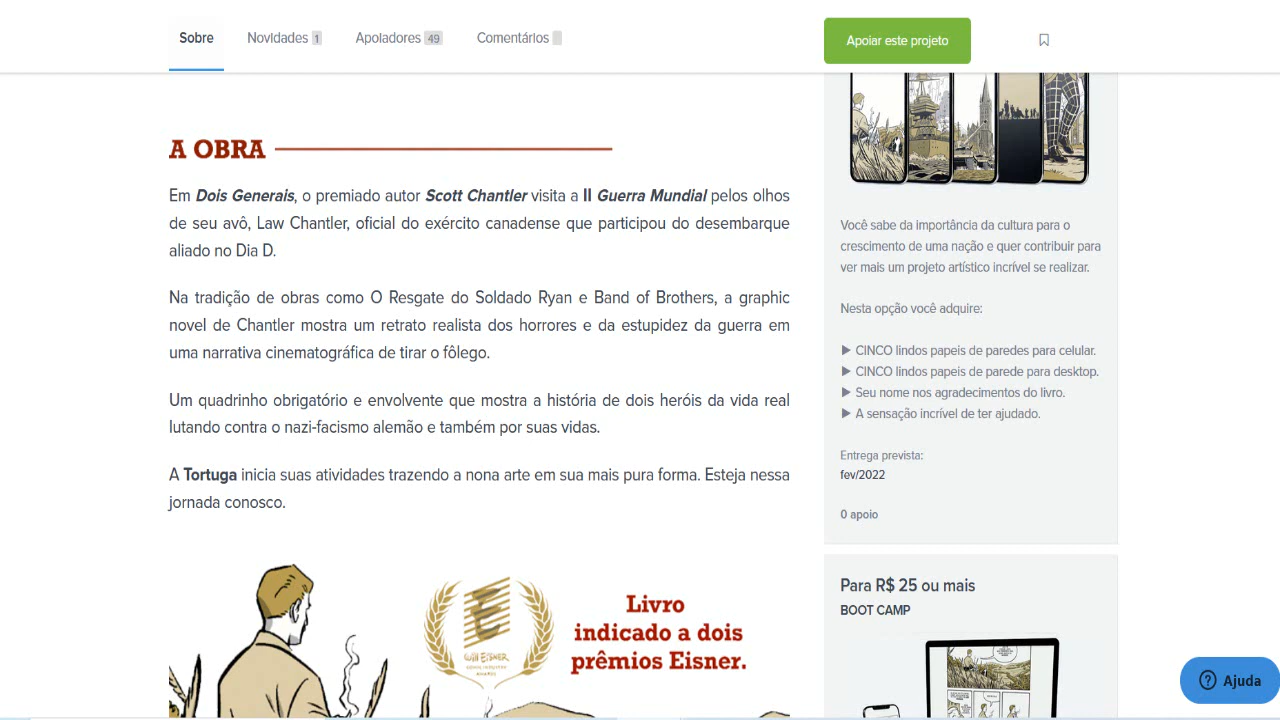 Sobre
Novidades 1
Apoiadores 49
Comentários
Apoiar este projeto
A OBRA
Em Dois Generais, o premiado autor Scott Chantler visita a II Guerra Mundial pelos olhos
de seu avô, Law Chantler, oficial do exército canadense que participou do desembarque
aliado no Dia D.
Na tradição de obras como O Resgate do Soldado Ryan e Band of Brothers, a graphic
novel de Chantler mostra um retrato realista dos horrores e da estupidez da guerra em
uma narrativa cinematográfica de tirar o fôlego.
Um quadrinho obrigatório e envolvente que mostra a história de dois heróis da vida real
lutando contra o nazi-facismo alemão e também por suas vidas.
A Tortuga inicia suas atividades trazendo a nona arte em sua mais pura forma. Esteja nessa
jornada conosco.
Will Eisner
COMIC INDUSTRY
AWARDS
Livro
indicado a dois
prêmios Eisner.
Você sabe da importância da cultura para o
crescimento de uma nação e quer contribuir para
ver mais um projeto artístico incrível se realizar.
Nesta opção você adquire:
▶ CINCO lindos papeis de paredes para celular.
▶ CINCO lindos papeis de parede para desktop.
▶ Seu nome nos agradecimentos do livro.
▶ A sensação incrível de ter ajudado.
Entrega prevista:
fev/2022
0 apoio
Para R$ 25 ou mais
BOOT CAMP
Ajuda